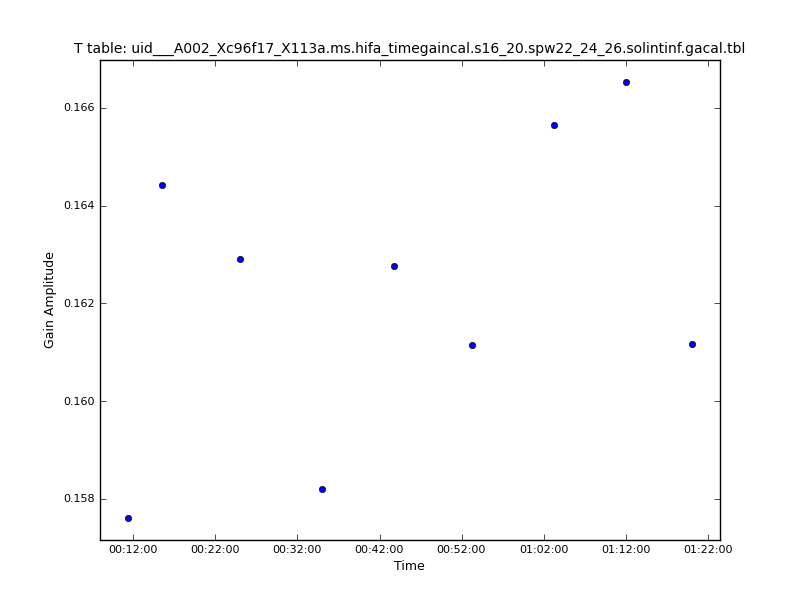 T table: uid___A002_Xc96f17_X113a.ms.hifa_timegaincal.s16_20.spw22_24_26.solintinf.gacal.tbl
0.166
0.164
0.162
0.160
0.158
Gain Amplitude
00:12:00 00:22:00 00:32:00 00:42:00 00:52:00 01:02:00 01:12:00 01:22:00
Time